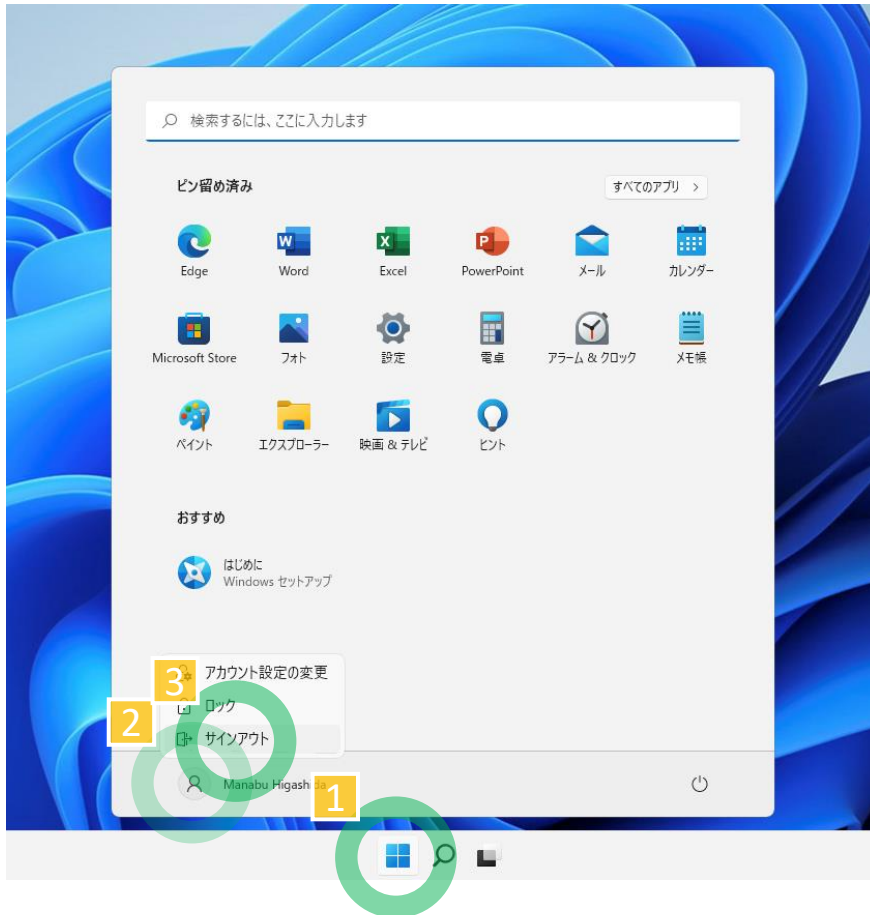 検索するには、ここに入力します
ピン留め済み
すべてのアプリ >
Edge
Word
Excel
PowerPoint
メール
カレンダー
Microsoft Store
フォト
設定
電卓
アラーム & クロック
メモ帳
ペイント
エクスプローラー
映画 & テレビ
ヒント
おすすめ
はじめに
Windows セットアップ
アカウント設定の変更
3
ロック
2
サインアウト
Manabu Higashida
1